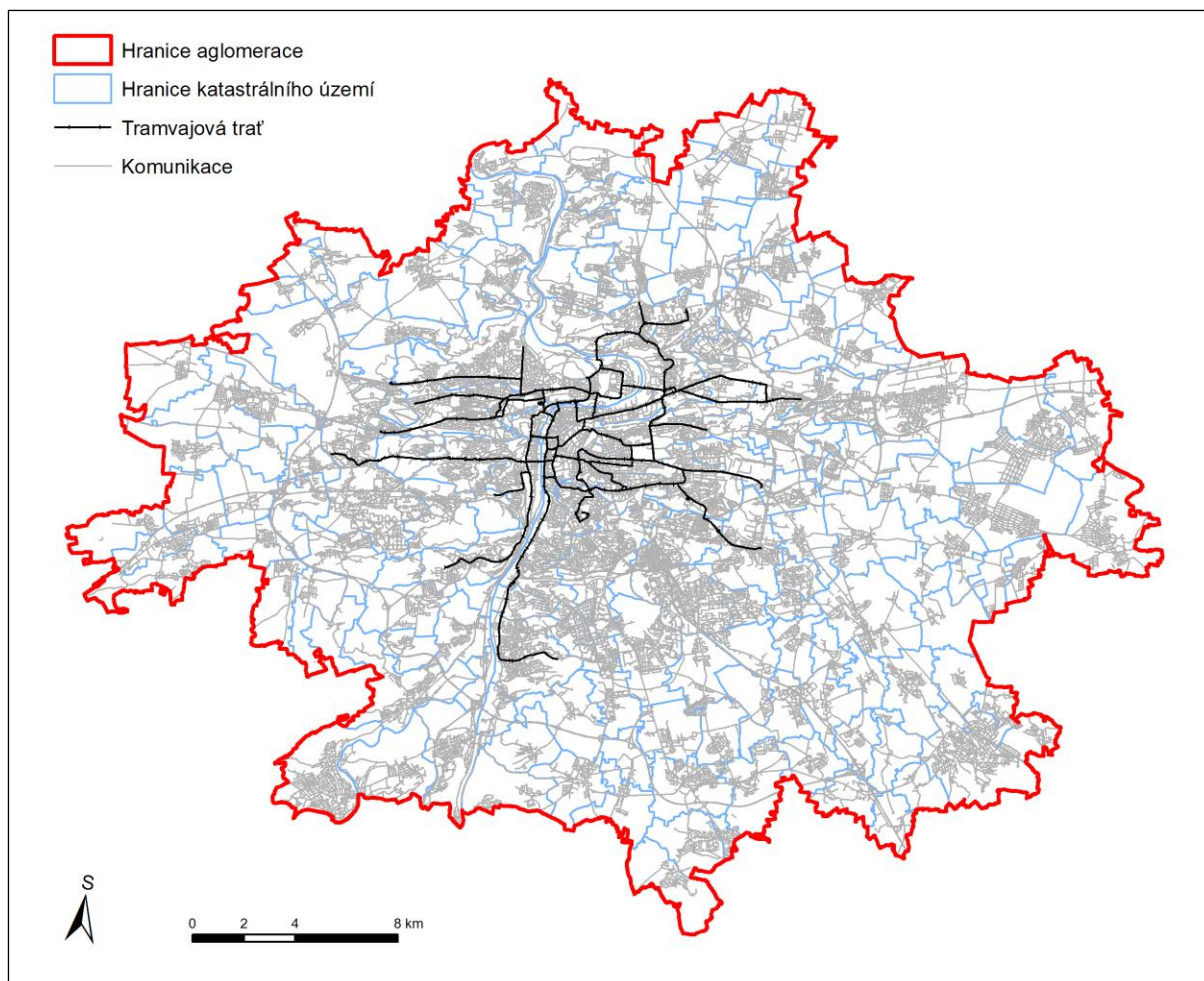 Hranice aglomerace
Hranice katastrálního území
Tramvajová trať
Komunikace
S
0 2 4 8 km